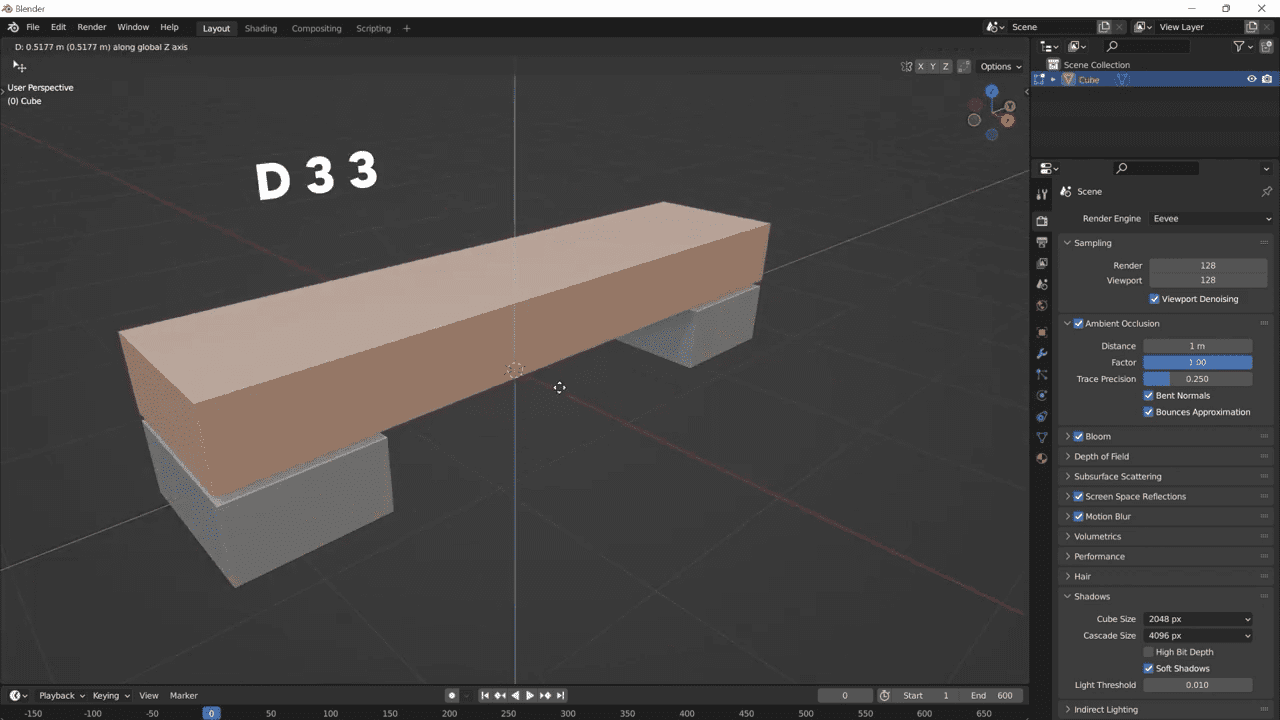 Blender
File Edit Render Window Help Layout Shading Compositing Scripting + Scene View Layer
D: 0.5177 m (0.5177 m) along global Z axis
X Y Z Options
User Perspective
(0) Cube
D 3 3
Scene Collection
Cube
Scene
Render Engine Eevee
Sampling
Render 128
Viewport 128
Viewport Denoising
Ambient Occlusion
Distance 1 m
Factor 1.00
Trace Precision 0.250
Bent Normals
Bounces Approximation
Bloom
Depth of Field
Subsurface Scattering
Screen Space Reflections
Motion Blur
Volumetrics
Performance
Hair
Shadows
Cube Size 2048 px
Cascade Size 4096 px
High Bit Depth
Soft Shadows
Light Threshold 0.010
Indirect Lighting
Playback Keying View Marker 0 Start 1 End 600
-150 -100 -50 0 50 100 150 200 250 300 350 400 450 500 550 600 650